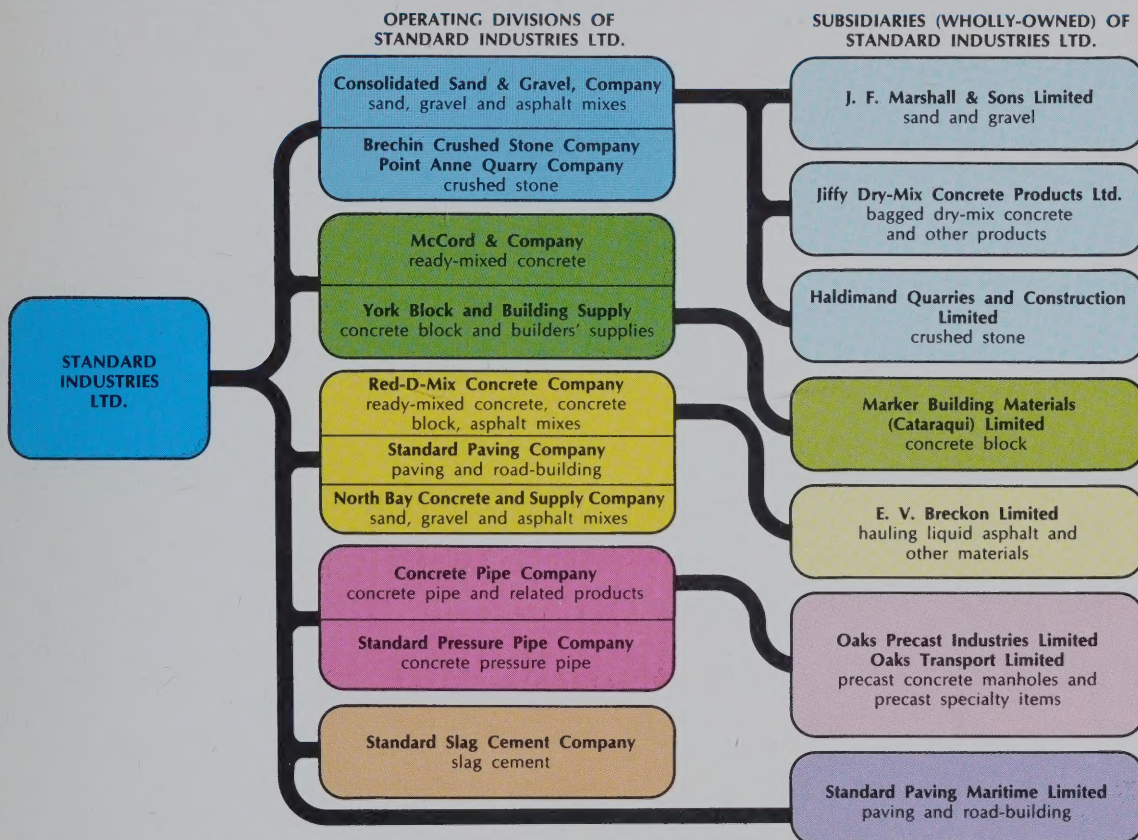 OPERATING DIVISIONS OF
STANDARD INDUSTRIES LTD.
SUBSIDIARIES (WHOLLY-OWNED) OF
STANDARD INDUSTRIES LTD.
STANDARD
INDUSTRIES
LTD.
Consolidated Sand & Gravel, Company
sand, gravel and asphalt mixes
Brechin Crushed Stone Company
Point Anne Quarry Company
crushed stone
McCord & Company
ready-mixed concrete
York Block and Building Supply
concrete block and builders' supplies
Red-D-Mix Concrete Company
ready-mixed concrete, concrete
block, asphalt mixes
Standard Paving Company
paving and road-building
North Bay Concrete and Supply Company
sand, gravel and asphalt mixes
Concrete Pipe Company
concrete pipe and related products
Standard Pressure Pipe Company
concrete pressure pipe
Standard Slag Cement Company
slag cement
J. F. Marshall & Sons Limited
sand and gravel
Jiffy Dry-Mix Concrete Products Ltd.
bagged dry-mix concrete
and other products
Haldimand Quarries and Construction
Limited
crushed stone
Marker Building Materials
(Cataraqui) Limited
concrete block
E. V. Breckon Limited
hauling liquid asphalt and
other materials
Oaks Precast Industries Limited
Oaks Transport Limited
precast concrete manholes and
precast specialty items
Standard Paving Maritime Limited
paving and road-building